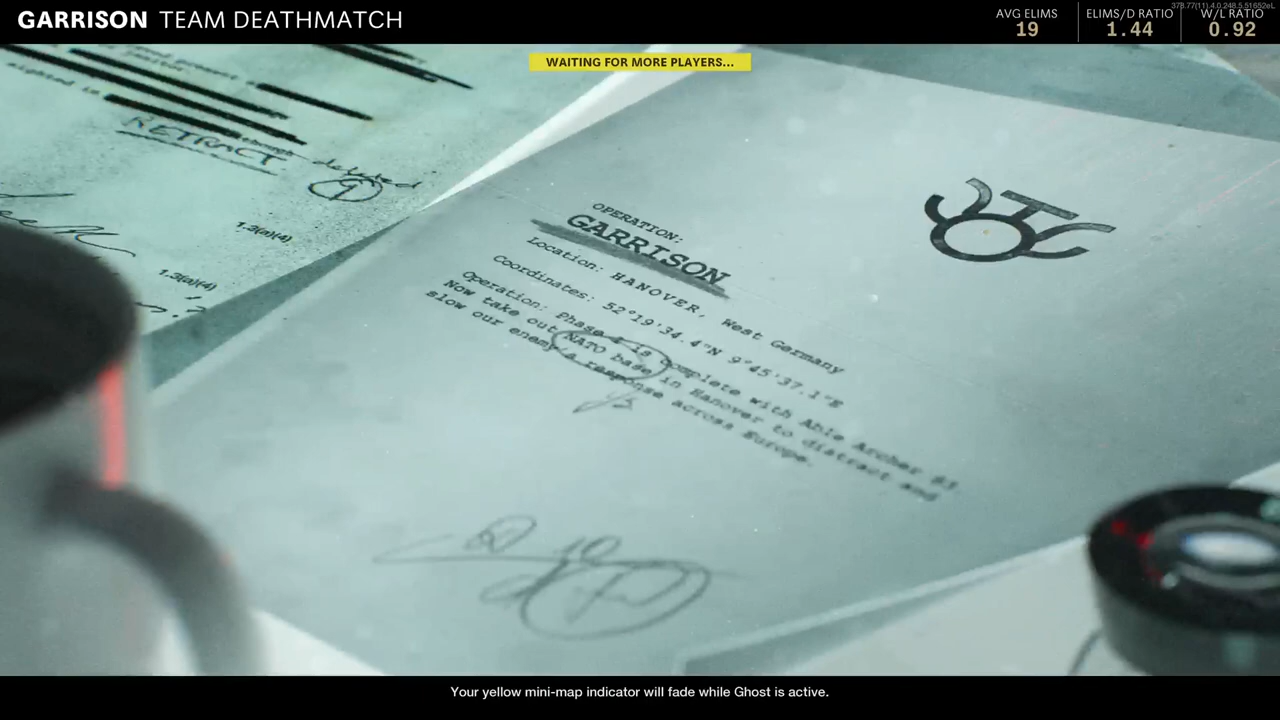 GARRISON TEAM DEATHMATCH
AVG ELIMS
19
ELIMS/D RATIO
1.44
W/L RATIO
0.92
WAITING FOR MORE PLAYERS...
RETRACT
deleted
1.3(a)(4)
1.3(a)(4)
OPERATION:
GARRISON
Location: HANOVER, West Germany
Coordinates: 52°19'34.4"N 9°45'37.1"E
Operation: Phase 1 is complete with Able Archer 83.
Now take out NATO base in Hanover to distract and
slow our enemy's response across Europe.
Your yellow mini-map indicator will fade while Ghost is active.